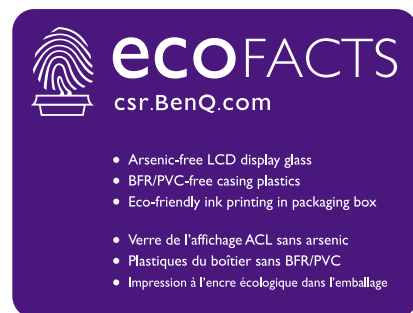 ecoFACTS
csr.BenQ.com
• Arsenic-free LCD display glass
• BFR/PVC-free casing plastics
• Eco-friendly ink printing in packaging box
• Verre de l'affichage ACL sans arsenic
• Plastiques du boîtier sans BFR/PVC
• Impression à l'encre écologique dans l'emballage